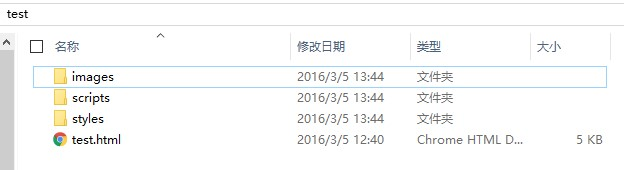 test
名称 修改日期 类型 大小
images 2016/3/5 13:44 文件夹
scripts 2016/3/5 13:44 文件夹
styles 2016/3/5 13:44 文件夹
test.html 2016/3/5 12:40 Chrome HTML D... 5 KB